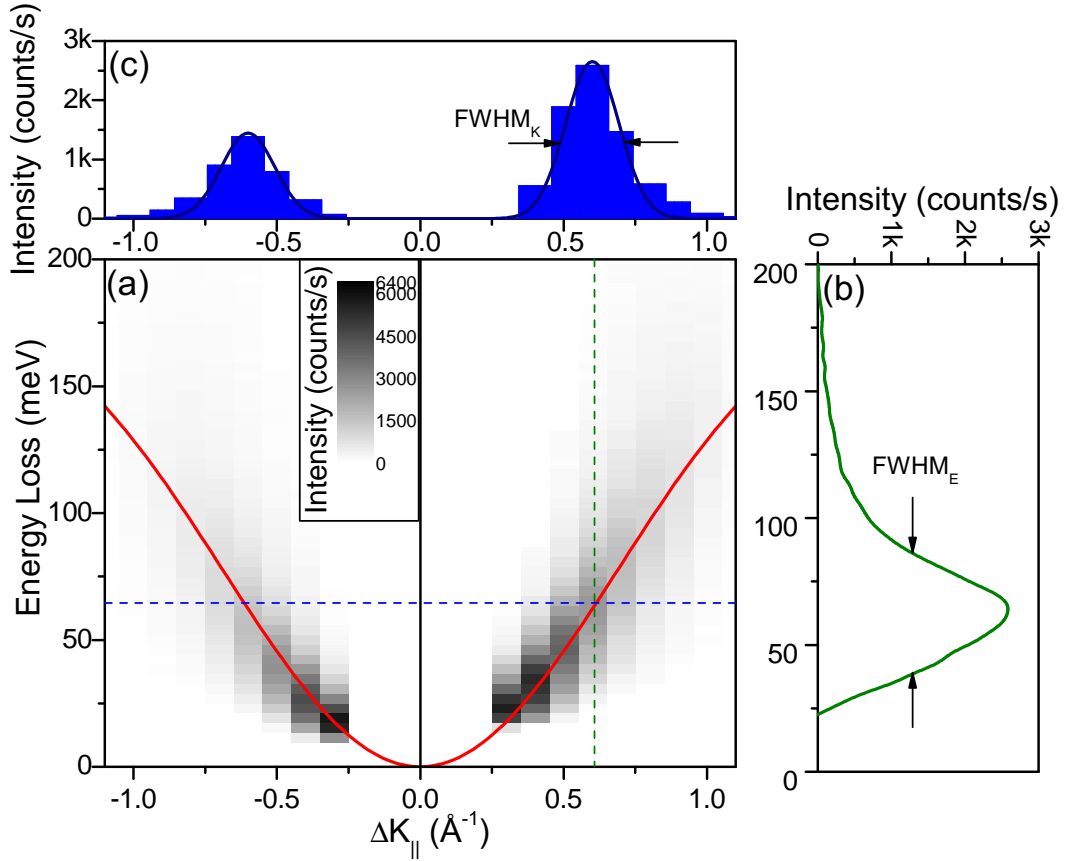 Intensity (counts/s)
3k
2k
1k
0
(c)
FWHM_K
-1.0
-0.5
0.0
0.5
1.0
Energy Loss (meV)
200
150
100
50
0
(a)
Intensity (counts/s)
6400
6000
4500
3000
1500
0
-1.0
-0.5
0.0
0.5
1.0
ΔK_|| (Å⁻¹)
Intensity (counts/s)
0
1k
2k
3k
200
150
100
50
0
(b)
FWHM_E